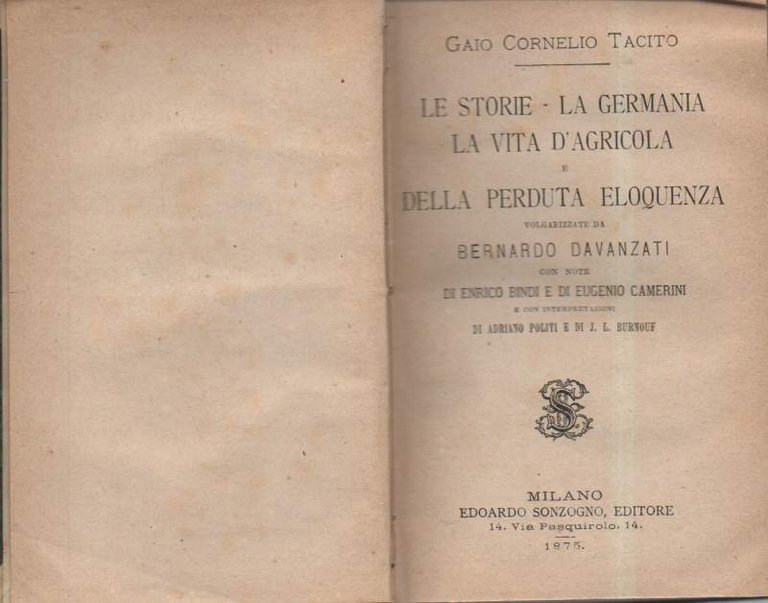 GAIO CORNELIO TACITO
LE STORIE - LA GERMANIA
LA VITA D'AGRICOLA
E
DELLA PERDUTA ELOQUENZA
VOLGARIZZATE DA
BERNARDO DAVANZATI
CON NOTE
DI ENRICO BINDI E DI EUGENIO CAMERINI
E CON INTERPRETAZIONI
DI ADRIANO POLITI E DI J. L. BURNOUF
MILANO
EDOARDO SONZOGNO, EDITORE
14. Via Pasquirolo. 14.
1875.